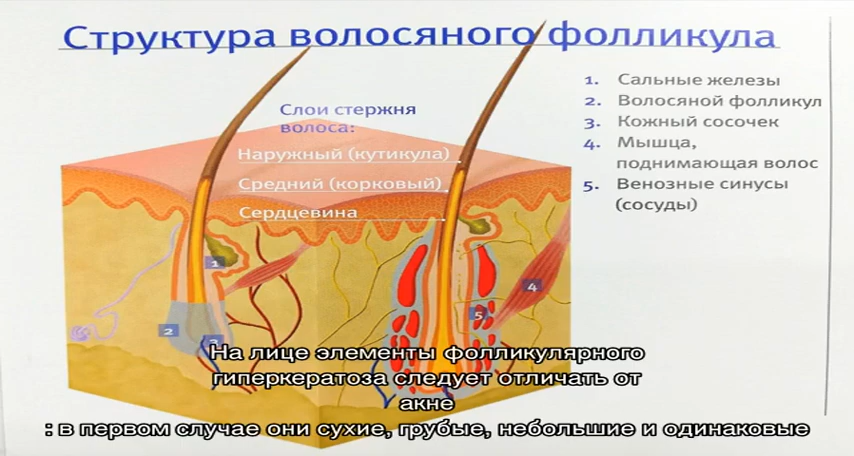 Структура волосяного фолликула
Слои стержня
волоса:
Наружный (кутикула)
Средний (корковый)
Сердцевина
1. Сальные железы
2. Волосяной фолликул
3. Кожный сосочек
4. Мышца,
поднимающая волос
5. Венозные синусы
(сосуды)
1
2
3
4
5
На лице элементы фолликулярного
гиперкератоза следует отличать от
акне
: в первом случае они сухие, грубые, небольшие и одинаковые